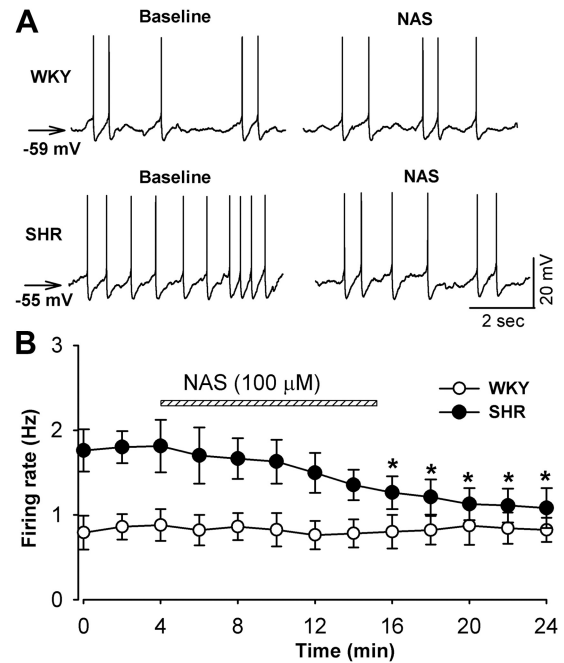 A
Baseline NAS
WKY
-59 mV
Baseline NAS
SHR
-55 mV
20 mV
2 sec
B
3
NAS (100 μM)
WKY
SHR
2
* * * * *
1
0
Firing rate (Hz)
0 4 8 12 16 20 24
Time (min)